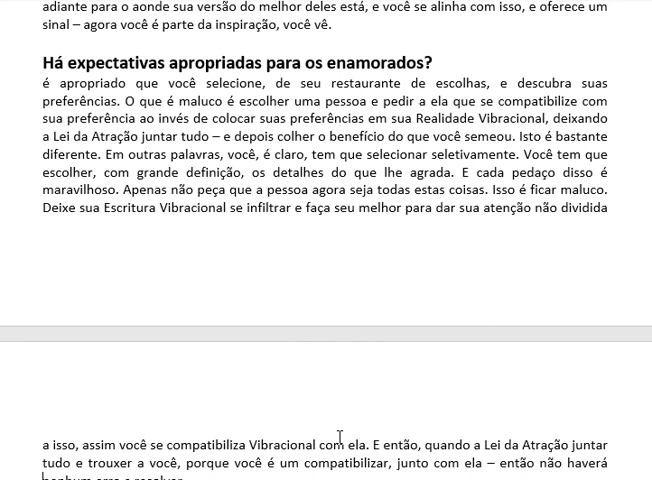 adiante para o aonde sua versão do melhor deles está, e você se alinha com isso, e oferece um
sinal – agora você é parte da inspiração, você vê.
Há expectativas apropriadas para os enamorados?
é apropriado que você selecione, de seu restaurante de escolhas, e descubra suas
preferências. O que é maluco é escolher uma pessoa e pedir a ela que se compatibilize com
sua preferência ao invés de colocar suas preferências em sua Realidade Vibracional, deixando
a Lei da Atração juntar tudo – e depois colher o benefício do que você semeou. Isto é bastante
diferente. Em outras palavras, você, é claro, tem que selecionar seletivamente. Você tem que
escolher, com grande definição, os detalhes do que lhe agrada. E cada pedaço disso é
maravilhoso. Apenas não peça que a pessoa agora seja todas estas coisas. Isso é ficar maluco.
Deixe sua Escritura Vibracional se infiltrar e faça seu melhor para dar sua atenção não dividida
a isso, assim você se compatibiliza Vibracional com ela. E então, quando a Lei da Atração juntar
tudo e trouxer a você, porque você é um compatibilizar, junto com ela – então não haverá